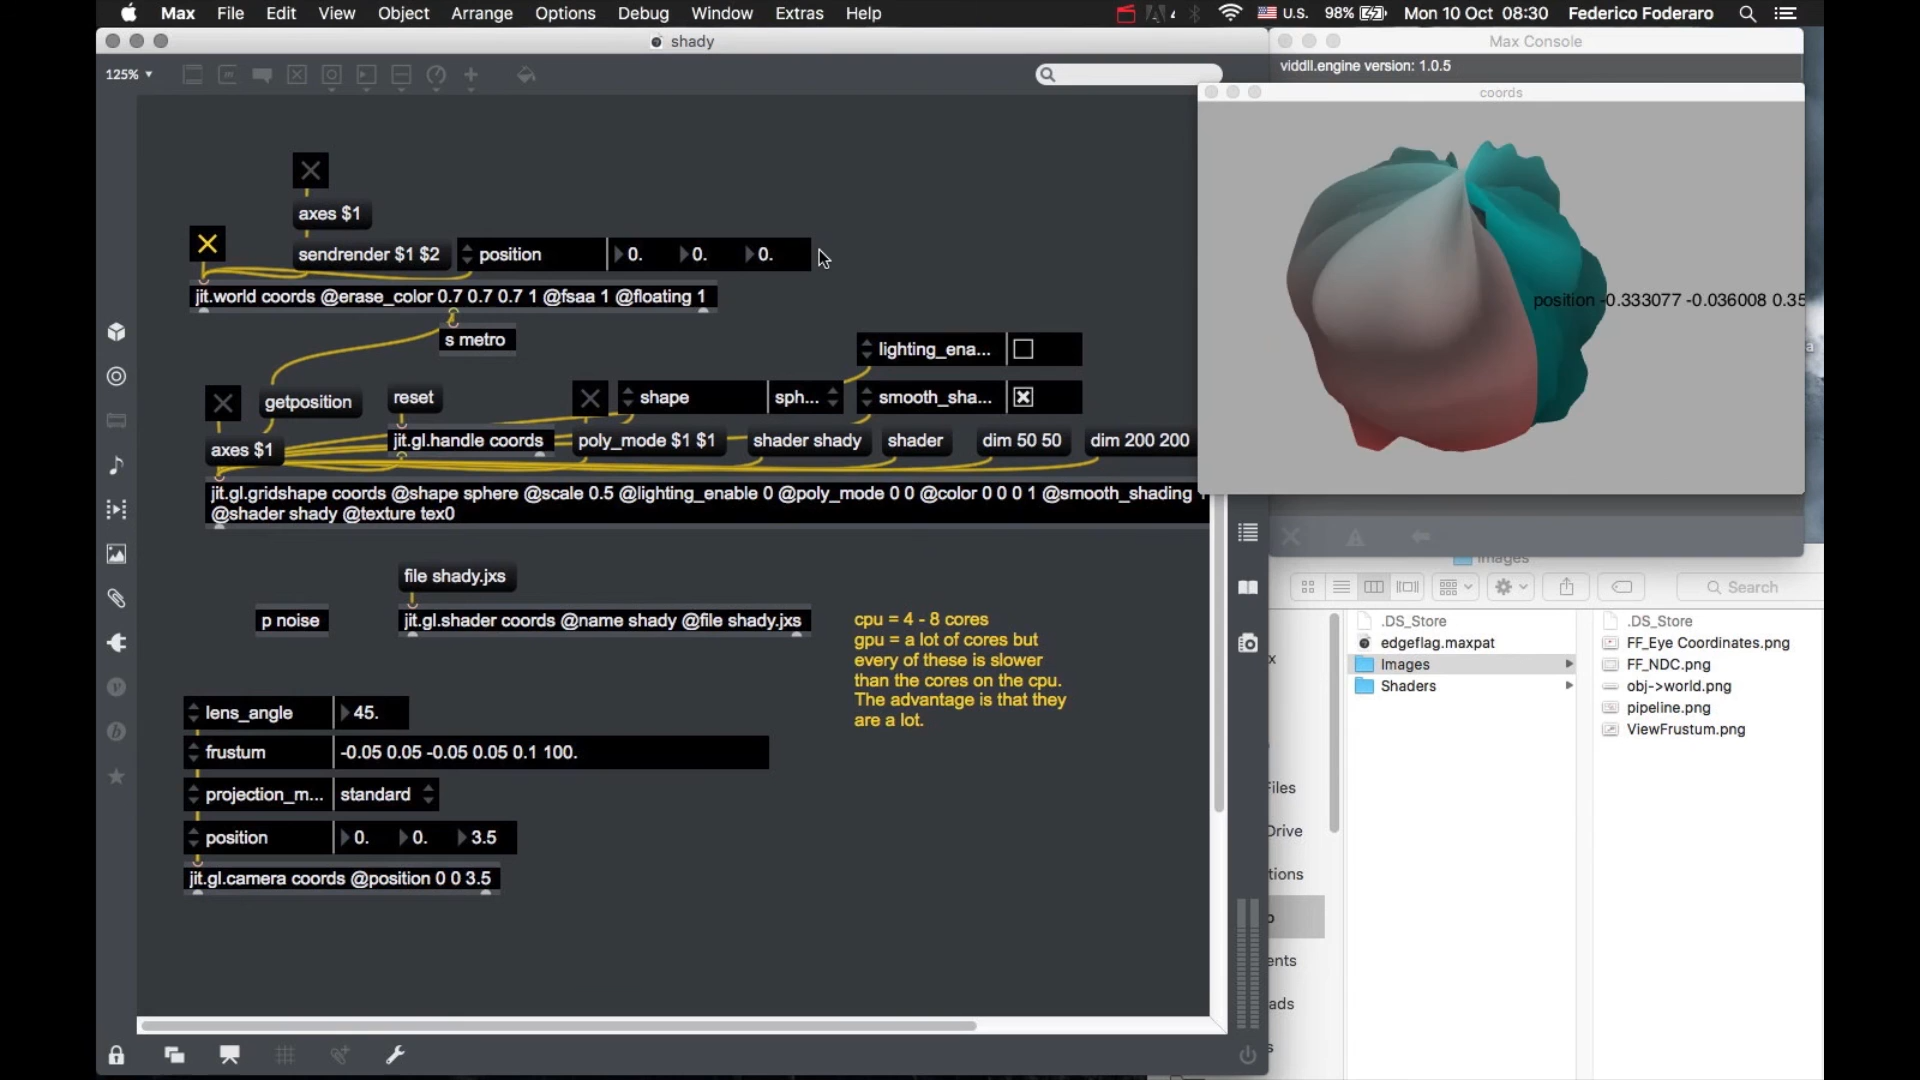 Max File Edit View Object Arrange Options Debug Window Extras Help
4 U.S. 98% Mon 10 Oct 08:30 Federico Foderaro
shady
Max Console
125%
viddll.engine version: 1.0.5
coords
axes $1
sendrender $1 $2
position 0. 0. 0.
jit.world coords @erase_color 0.7 0.7 0.7 1 @fsaa 1 @floating 1
position -0.333077 -0.036008 0.35
s metro
lighting_ena...
getposition
reset
shape sph...
smooth_sha...
axes $1
jit.gl.handle coords
poly_mode $1 $1
shader shady
shader
dim 50 50
dim 200 200
jit.gl.gridshape coords @shape sphere @scale 0.5 @lighting_enable 0 @poly_mode 0 0 @color 0 0 0 1 @smooth_shading 1
@shader shady @texture tex0
file shady.jxs
p noise
jit.gl.shader coords @name shady @file shady.jxs
cpu = 4 - 8 cores
gpu = a lot of cores but
every of these is slower
than the cores on the cpu.
The advantage is that they
are a lot.
lens_angle 45.
frustum -0.05 0.05 -0.05 0.05 0.1 100.
projection_m... standard
position 0. 0. 3.5
jit.gl.camera coords @position 0 0 3.5
Images
Search
.DS_Store
edgeflag.maxpat
Images
Shaders
.DS_Store
FF_Eye Coordinates.png
FF_NDC.png
obj->world.png
pipeline.png
ViewFrustum.png
x
Files
Drive
tions
ents
ads
s